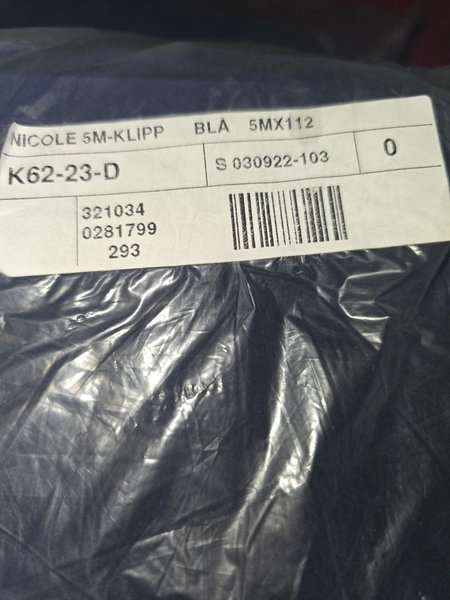 NICOLE 5M-KLIPP BLÅ 5MX112
K62-23-D S 030922-103 0
321034
0281799
293